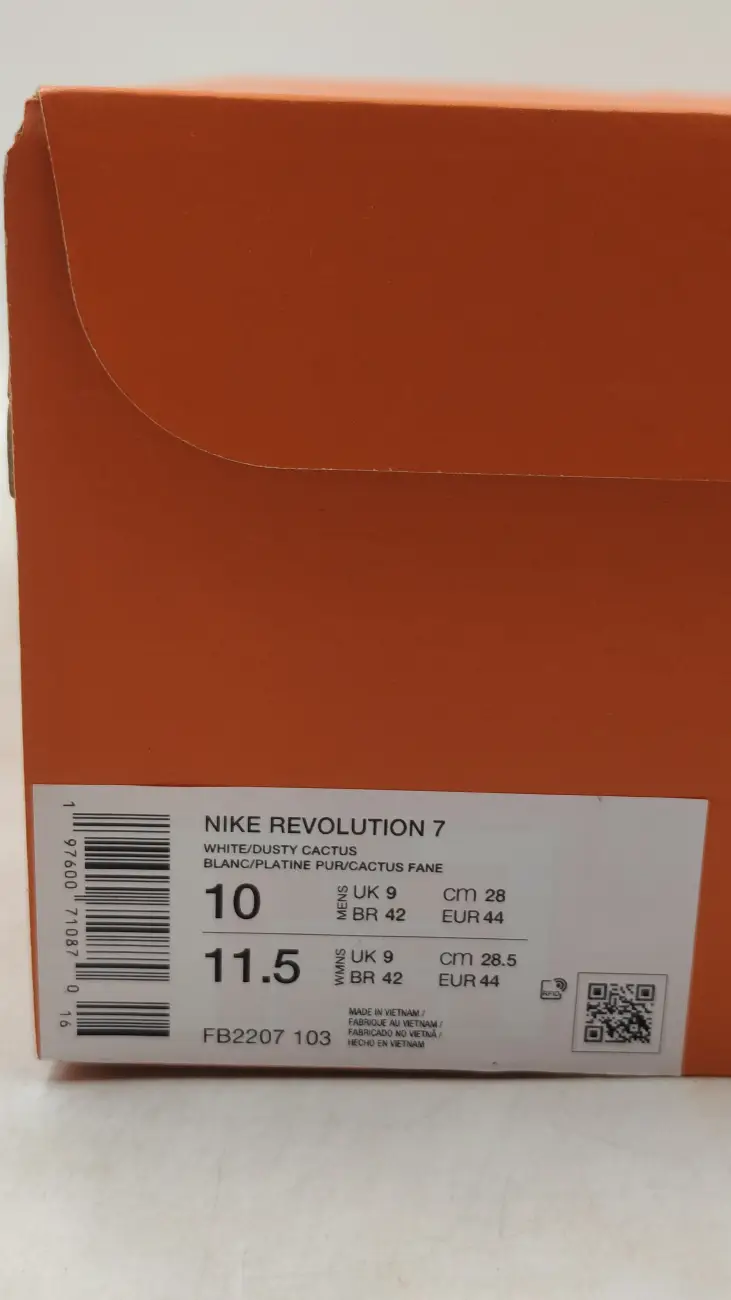 1 97600 71087 0 16
NIKE REVOLUTION 7
WHITE/DUSTY CACTUS
BLANC/PLATINE PUR/CACTUS FANE
10 MENS UK 9 cm 28
BR 42 EUR 44
11.5 WMNS UK 9 cm 28.5
BR 42 EUR 44
FB2207 103
MADE IN VIETNAM /
FABRIQUE AU VIETNAM /
FABRICADO NO VIETNÃ /
HECHO EN VIETNAM
RFID